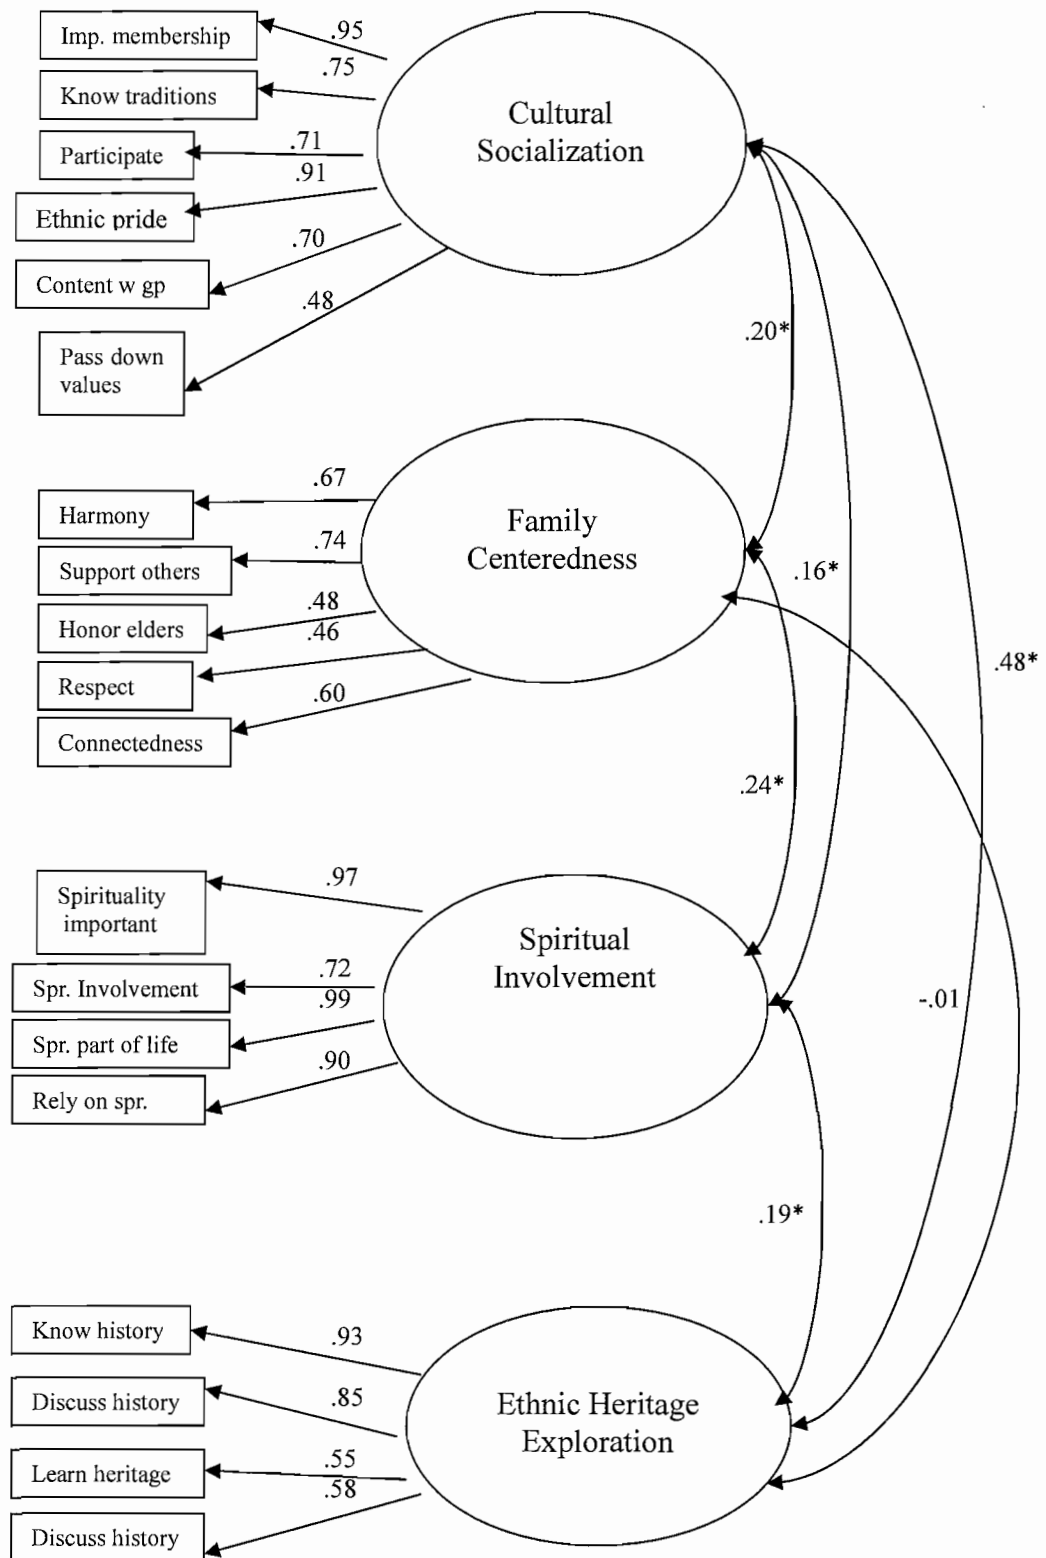 Imp. membership
.95
.75
Know traditions
Cultural
Socialization
.71
Participate
.91
Ethnic pride
.70
Content w gp
.48
.20*
Pass down
values
.67
Harmony
Family
Centeredness
.74
Support others
.16*
.48
Honor elders
.46
.48*
Respect
.60
Connectedness
.24*
.97
Spirituality
important
Spiritual
Involvement
.72
Spr. Involvement
.99
-.01
Spr. part of life
.90
Rely on spr.
.19*
Know history
.93
Discuss history
.85
Ethnic Heritage
Exploration
.55
Learn heritage
.58
Discuss history